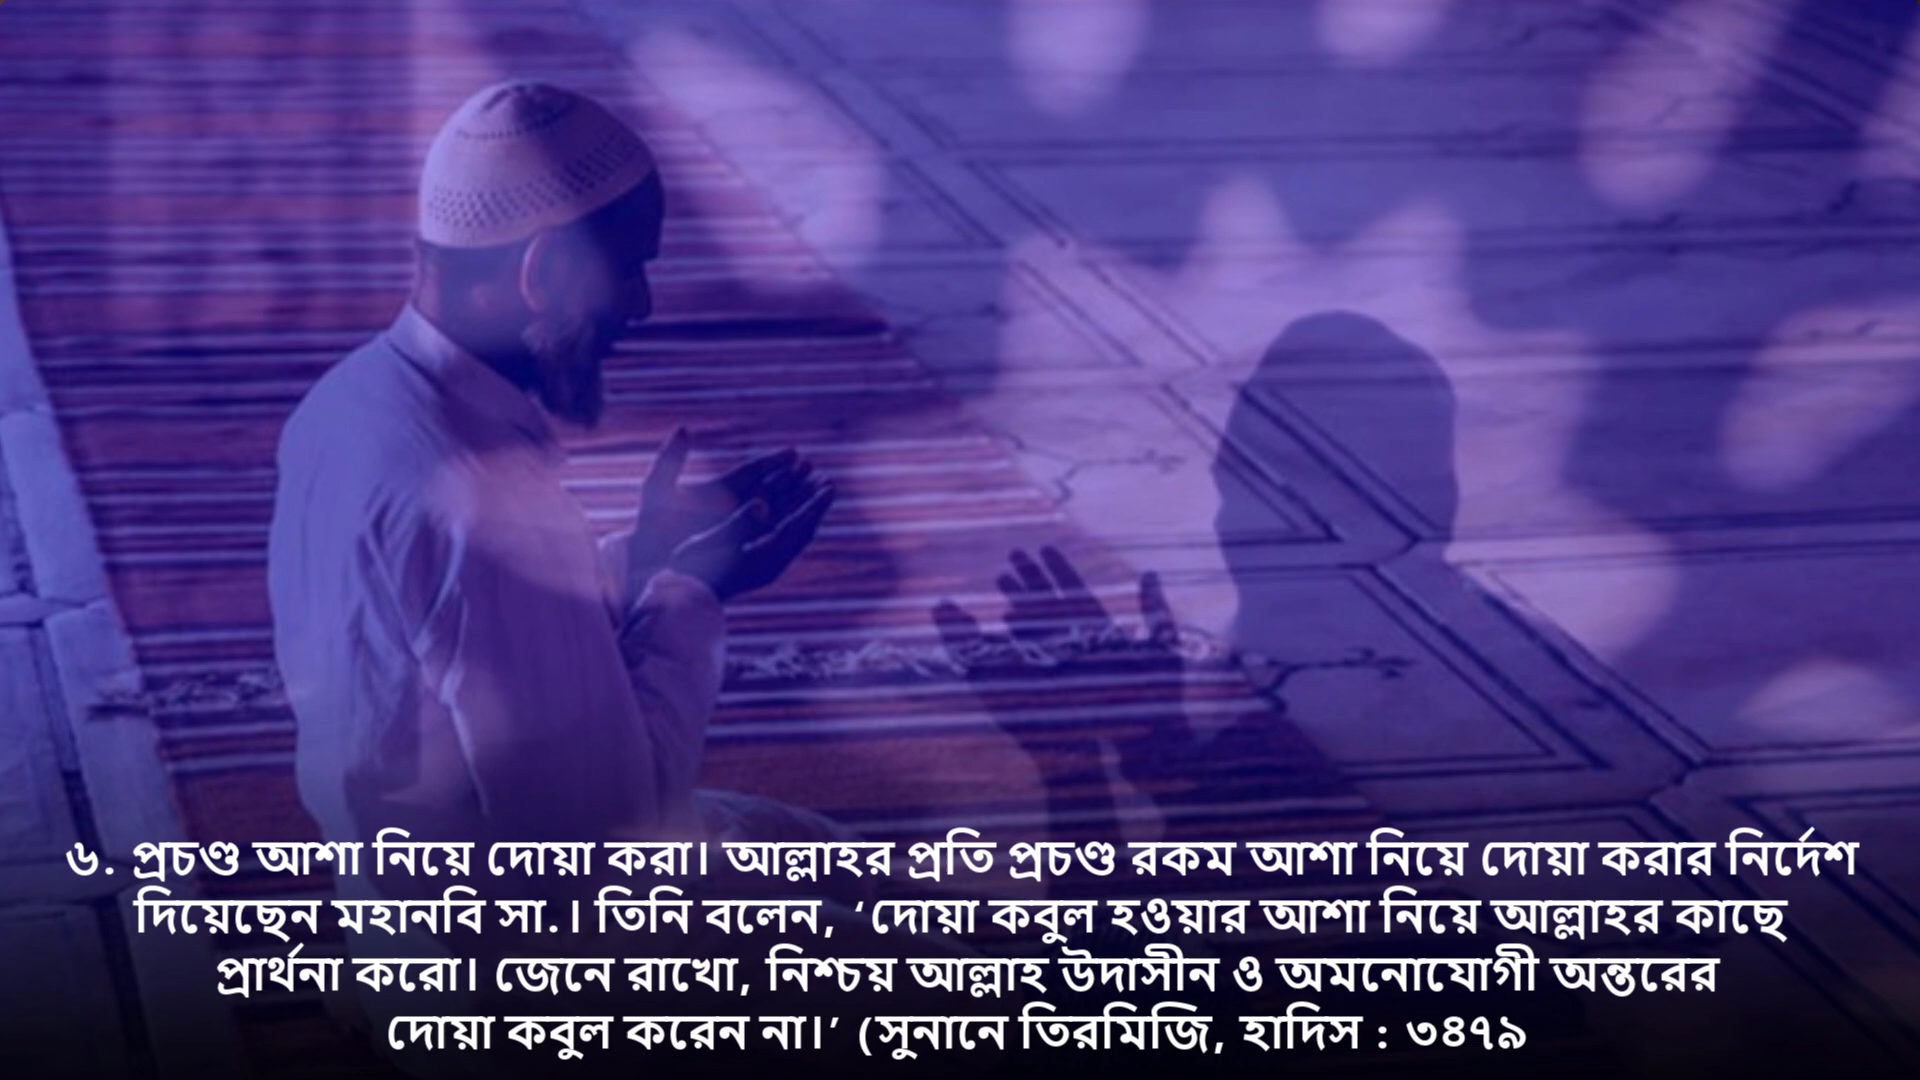 ৬. প্রচণ্ড আশা নিয়ে দোয়া করা। আল্লাহর প্রতি প্রচণ্ড রকম আশা নিয়ে দোয়া করার নির্দেশ
দিয়েছেন মহানবি সা.। তিনি বলেন, ‘দোয়া কবুল হওয়ার আশা নিয়ে আল্লাহর কাছে
প্রার্থনা করো। জেনে রাখো, নিশ্চয় আল্লাহ উদাসীন ও অমনোযোগী অন্তরের
দোয়া কবুল করেন না।’ (সুনানে তিরমিজি, হাদিস : ৩৪৭৯